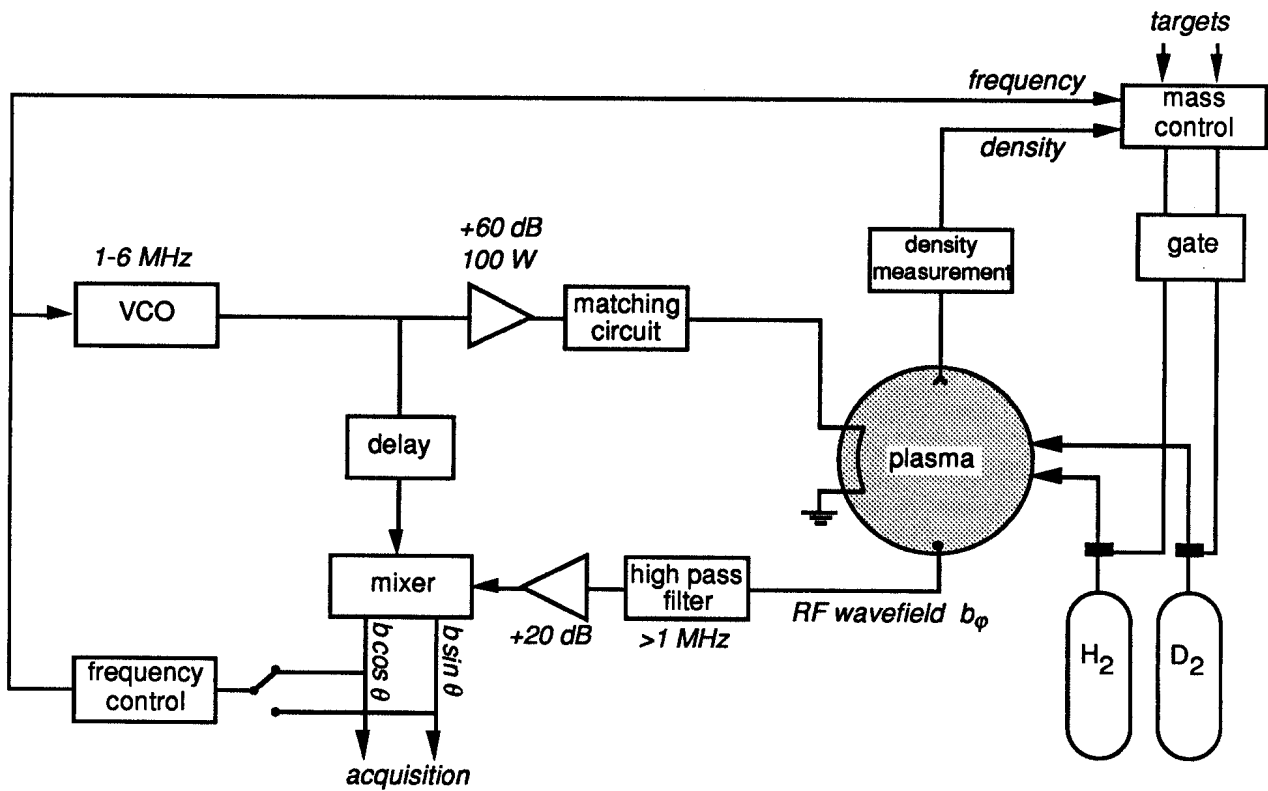 targets
frequency
mass
control
density
+60 dB
100 W
density
measurement
gate
1-6 MHz
VCO
matching
circuit
delay
plasma
mixer
high pass
filter
RF wavefield bφ
+20 dB
>1 MHz
b cos θ
b sin θ
frequency
control
H2
D2
acquisition